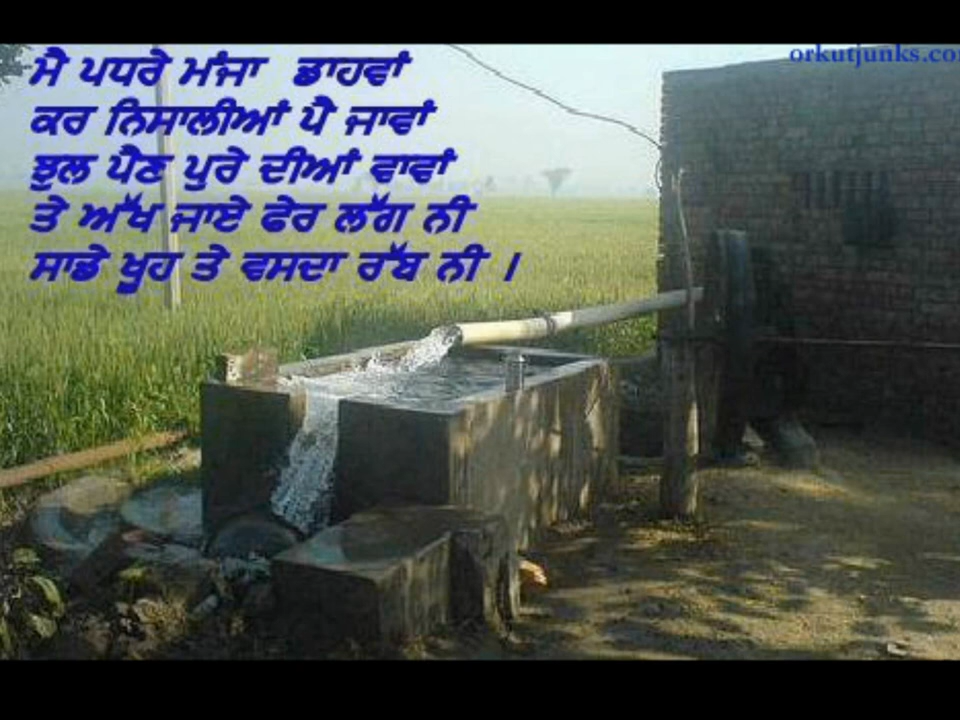 orkutjunks.co
ਮੈ ਪਧਰੇ ਮੰਜਾ ਡਾਹਵਾਂ
ਕਰ ਨਿਸਾਲੀਆਂ ਪੈ ਜਾਵਾਂ
ਝੁਲ ਪੈਣ ਪੁਰੇ ਦੀਆਂ ਵਾਵਾਂ
ਤੇ ਅੱਖ ਜਾਏ ਫੇਰ ਲੱਗ ਨੀ
ਸਾਡੇ ਖੂਹ ਤੇ ਵਸਦਾ ਰੱਬ ਨੀ ।